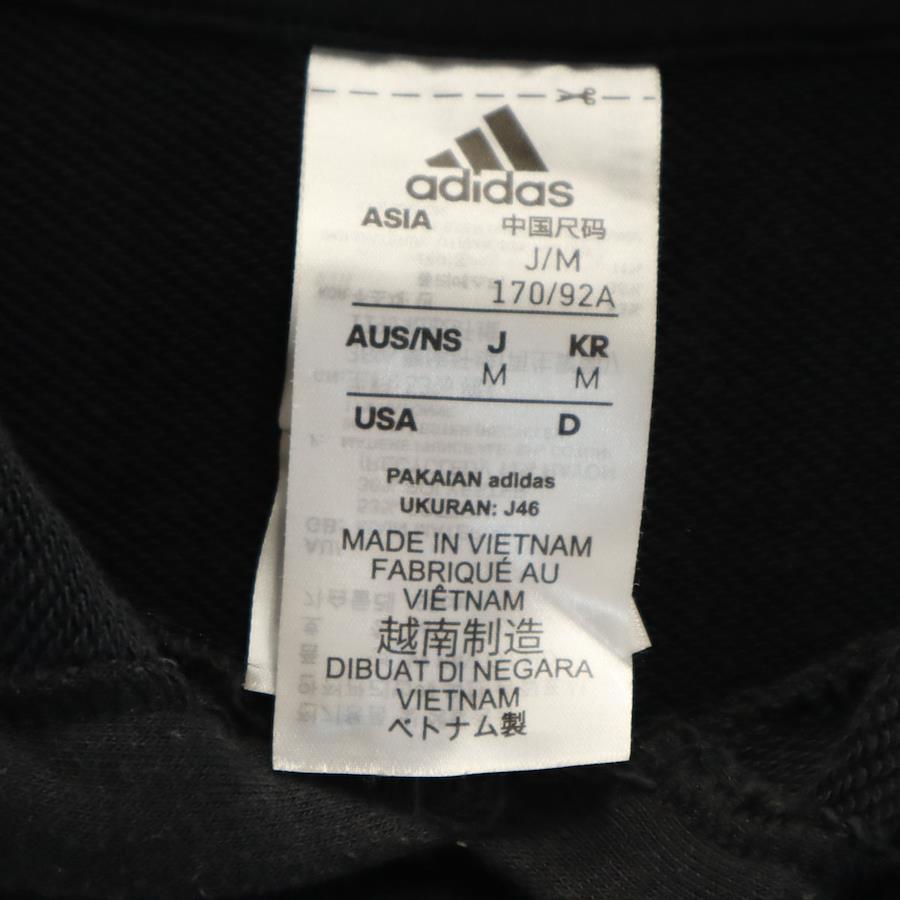 adidas
ASIA 中国尺码
J/M
170/92A
AUS/NS J KR
M M
USA D
PAKAIAN adidas
UKURAN: J46
MADE IN VIETNAM
FABRIQUÉ AU
VIÊTNAM
越南制造
DIBUAT DI NEGARA
VIETNAM
ベトナム製